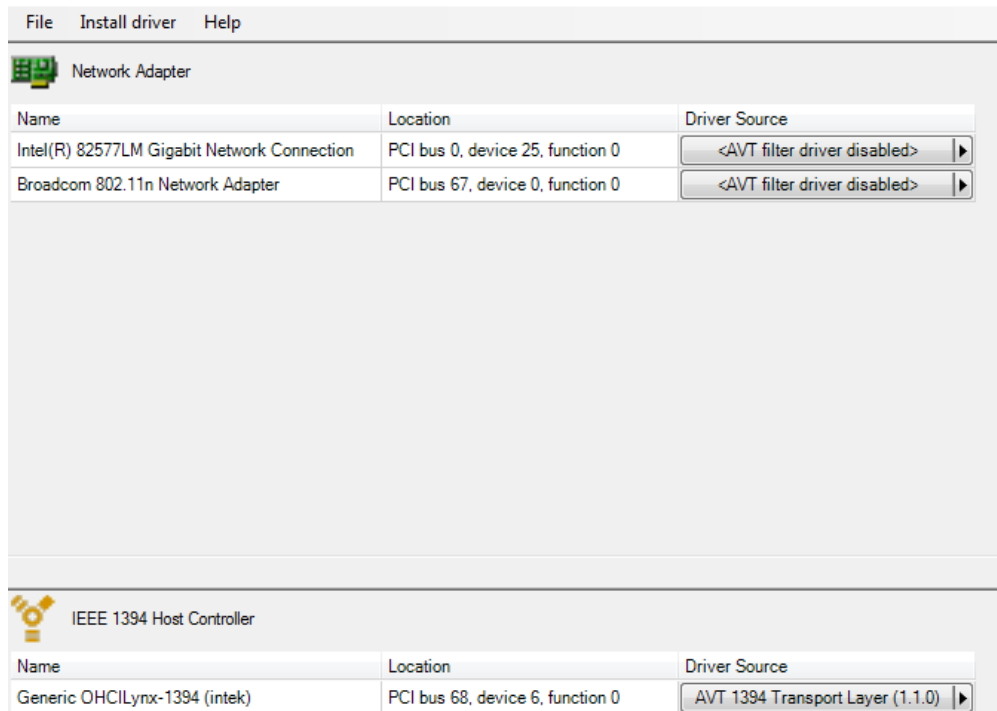 File Install driver Help
Network Adapter
Name Location Driver Source
Intel(R) 82577LM Gigabit Network Connection PCI bus 0, device 25, function 0 <AVT filter driver disabled>
Broadcom 802.11n Network Adapter PCI bus 67, device 0, function 0 <AVT filter driver disabled>
IEEE 1394 Host Controller
Name Location Driver Source
Generic OHCILynx-1394 (intek) PCI bus 68, device 6, function 0 AVT 1394 Transport Layer (1.1.0)